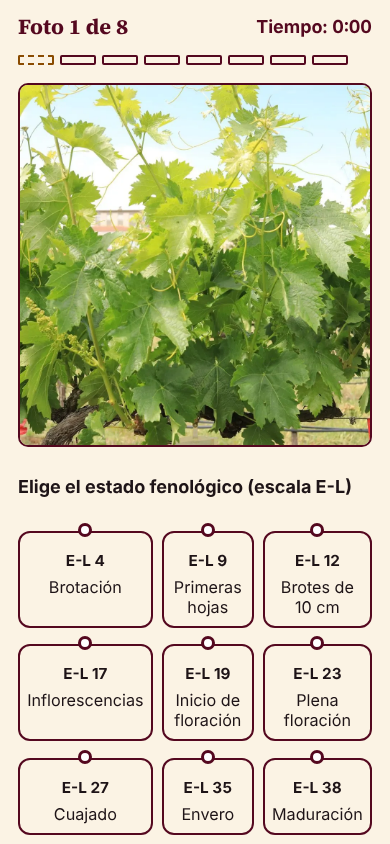 Foto 1 de 8
Tiempo: 0:00
Elige el estado fenológico (escala E-L)
E-L 4
Brotación
E-L 9
Primeras
hojas
E-L 12
Brotes de
10 cm
E-L 17
Inflorescencias
E-L 19
Inicio de
floración
E-L 23
Plena
floración
E-L 27
Cuajado
E-L 35
Envero
E-L 38
Maduración